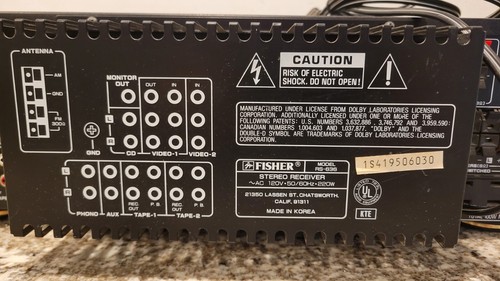 ANTENNA
AM
GND
FM
300Ω
MONITOR
OUT OUT IN OUT IN
L
R
CD VIDEO-1 VIDEO-2
GND
L
R
REC OUT P.B. REC OUT P.B.
PHONO AUX TAPE-1 TAPE-2
CAUTION
RISK OF ELECTRIC
SHOCK. DO NOT OPEN!
MANUFACTURED UNDER LICENSE FROM DOLBY LABORATORIES LICENSING
CORPORATION. ADDITIONALLY LICENSED UNDER ONE OR MORE OF THE
FOLLOWING PATENTS: U.S. NUMBERS 3,632,886, 3,746,792 AND 3,959,590;
CANADIAN NUMBERS 1,004,603 AND 1,037,877. "DOLBY" AND THE
DOUBLE-D SYMBOL ARE TRADEMARKS OF DOLBY LABORATORIES LICENSING
CORPORATION.
FISHER MODEL RS-636
STEREO RECEIVER
~AC 120V•50/60Hz•220W
21350 LASSEN ST., CHATSWORTH,
CALIF. 91311
MADE IN KOREA
1S419506030
UL
KTE